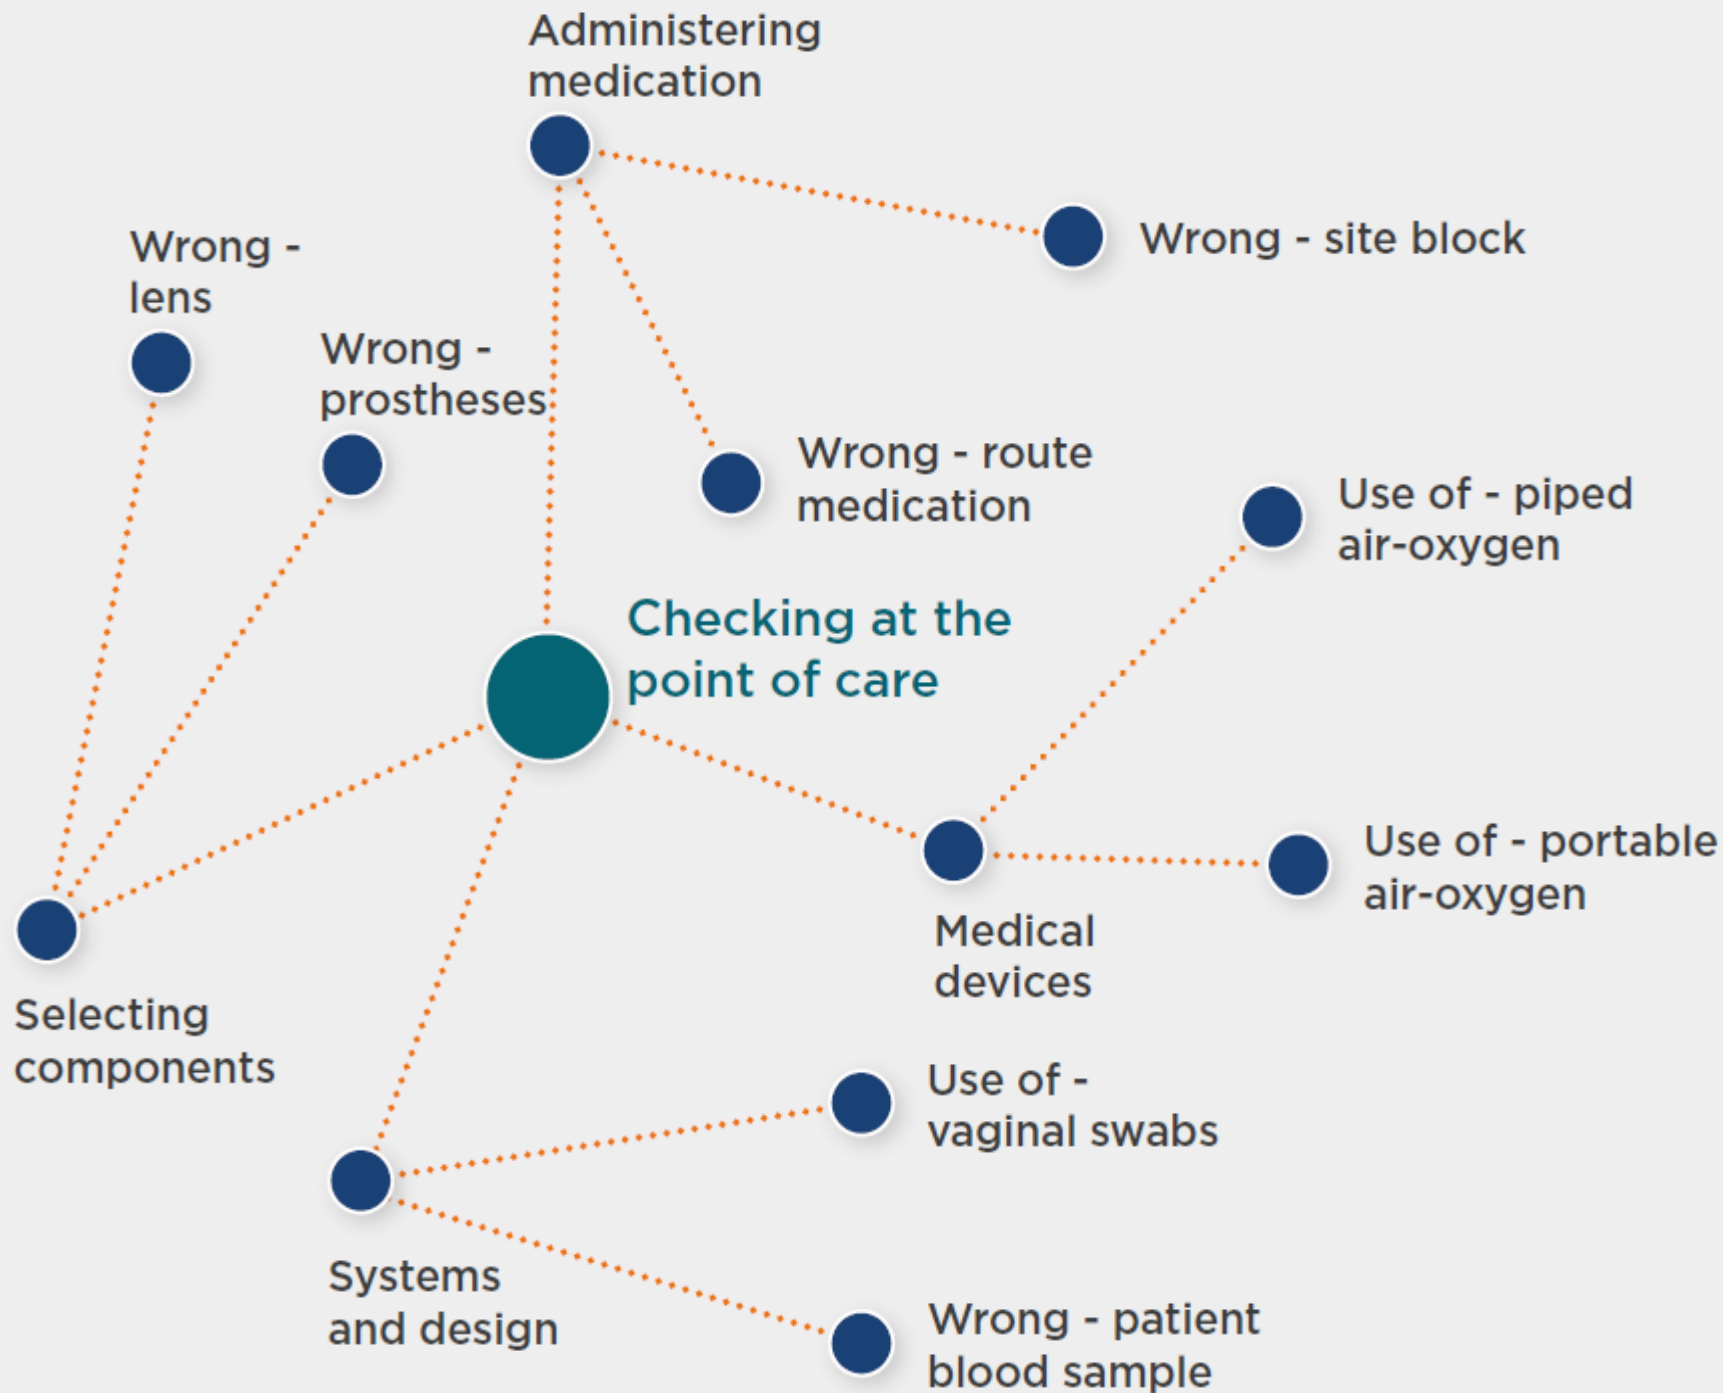 Administering
medication
Wrong - site block
Wrong -
lens
Wrong -
prostheses
Wrong - route
medication
Use of - piped
air-oxygen
Checking at the
point of care
Use of - portable
air-oxygen
Medical
devices
Selecting
components
Use of -
vaginal swabs
Systems
and design
Wrong - patient
blood sample